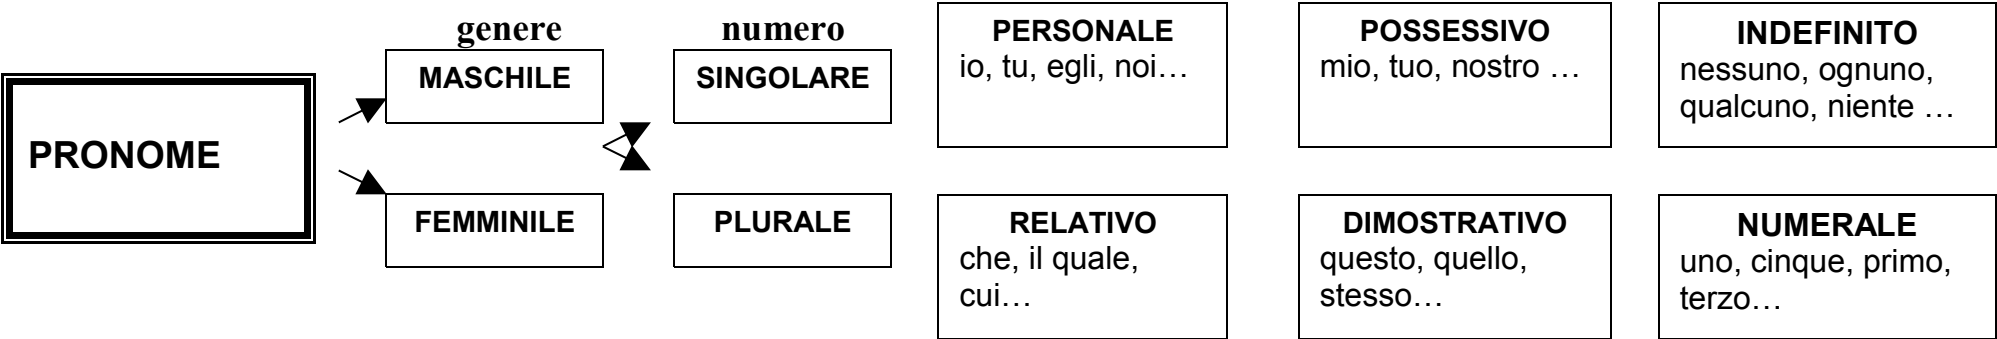 PRONOME
genere
MASCHILE
FEMMINILE
numero
SINGOLARE
PLURALE
PERSONALE
io, tu, egli, noi…
POSSESSIVO
mio, tuo, nostro …
INDEFINITO
nessuno, ognuno,
qualcuno, niente …
RELATIVO
che, il quale,
cui…
DIMOSTRATIVO
questo, quello,
stesso…
NUMERALE
uno, cinque, primo,
terzo…